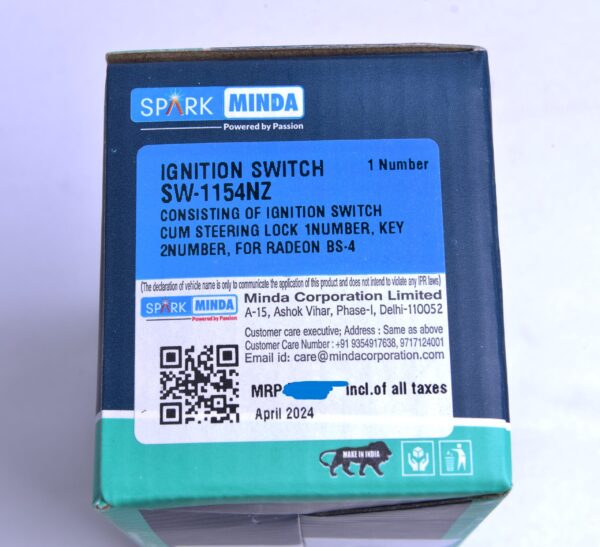 SPARK MINDA
Powered by Passion
IGNITION SWITCH 1 Number
SW-1154NZ
CONSISTING OF IGNITION SWITCH
CUM STEERING LOCK 1NUMBER, KEY
2NUMBER, FOR RADEON BS-4
(The declaration of vehicle name is only to communicate the application of this product and does not intend to violate any IPR laws)
SPARK MINDA
Powered by Passion
Minda Corporation Limited
A-15, Ashok Vihar, Phase-I, Delhi-110052
Customer care executive; Address : Same as above
Customer Care Number : +91 9354917638, 9717124001
Email id: care@mindacorporation.com
MRP incl.of all taxes
April 2024
MAKE IN INDIA